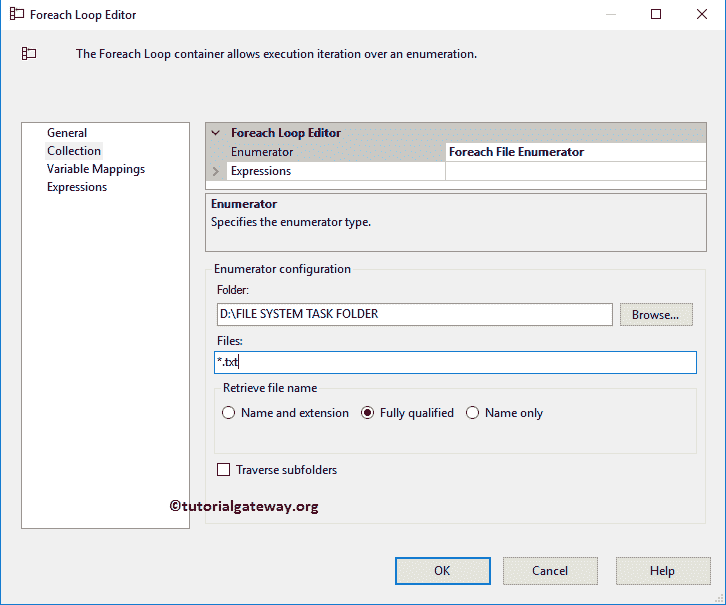 Foreach Loop Editor
The Foreach Loop container allows execution iteration over an enumeration.
General
Collection
Variable Mappings
Expressions
Foreach Loop Editor
Enumerator Foreach File Enumerator
Expressions
Enumerator
Specifies the enumerator type.
Enumerator configuration
Folder:
D:\FILE SYSTEM TASK FOLDER Browse...
Files:
*.txt
Retrieve file name
Name and extension Fully qualified Name only
Traverse subfolders
©tutorialgateway.org
OK Cancel Help